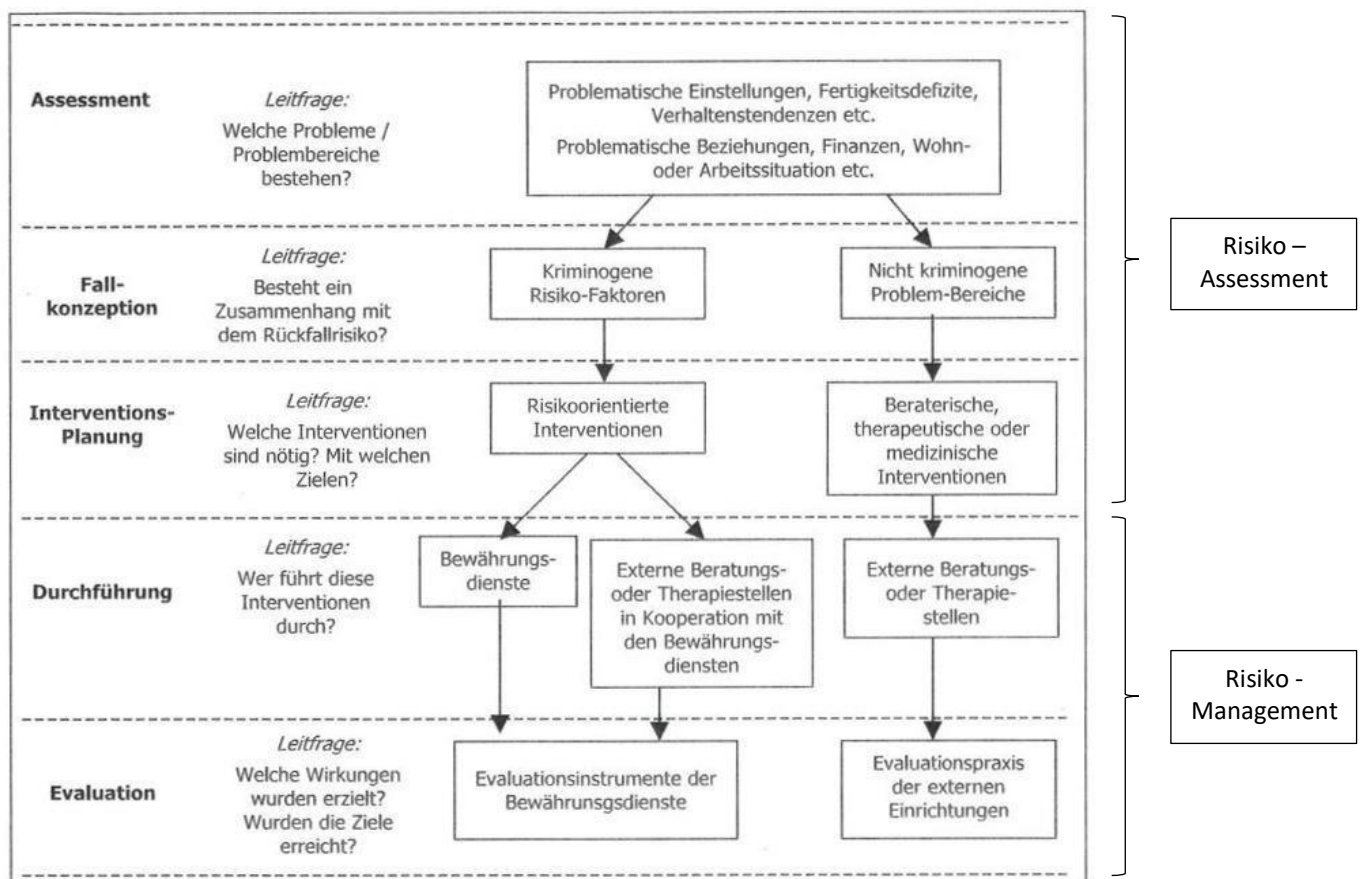 Assessment
Leitfrage:
Welche Probleme /
Problembereiche
bestehen?
Problematische Einstellungen, Fertigkeitsdefizite,
Verhaltenstendenzen etc.
Problematische Beziehungen, Finanzen, Wohn-
oder Arbeitssituation etc.
Fall-
konzeption
Leitfrage:
Besteht ein
Zusammenhang mit
dem Rückfallrisiko?
Kriminogene
Risiko-Faktoren
Nicht kriminogene
Problem-Bereiche
Risiko –
Assessment
Interventions-
Planung
Leitfrage:
Welche Interventionen
sind nötig? Mit welchen
Zielen?
Risikoorientierte
Interventionen
Beraterische,
therapeutische oder
medizinische
Interventionen
Durchführung
Leitfrage:
Wer führt diese
Interventionen
durch?
Bewährungs-
dienste
Externe Beratungs-
oder Therapiestellen
in Kooperation mit
den Bewährungs-
diensten
Externe Beratungs-
oder Therapie-
stellen
Risiko -
Management
Evaluation
Leitfrage:
Welche Wirkungen
wurden erzielt?
Wurden die Ziele
erreicht?
Evaluationsinstrumente der
Bewährunsgsdienste
Evaluationspraxis
der externen
Einrichtungen